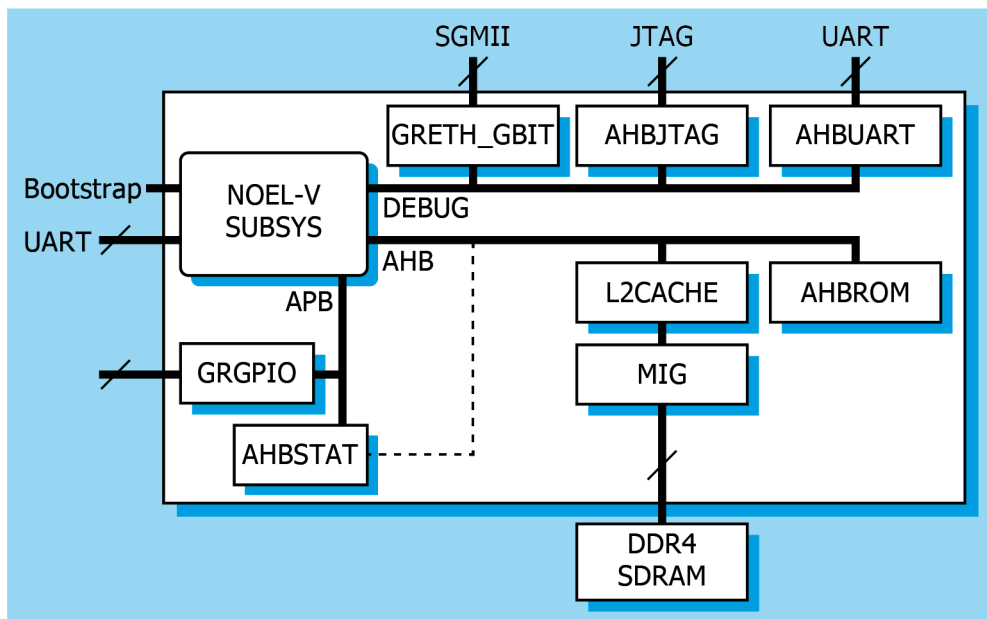 SGMII
JTAG
UART
GRETH_GBIT
AHBJTAG
AHBUART
Bootstrap
NOEL-V
SUBSYS
DEBUG
UART
AHB
APB
L2CACHE
AHBROM
GRGPIO
MIG
AHBSTAT
DDR4
SDRAM